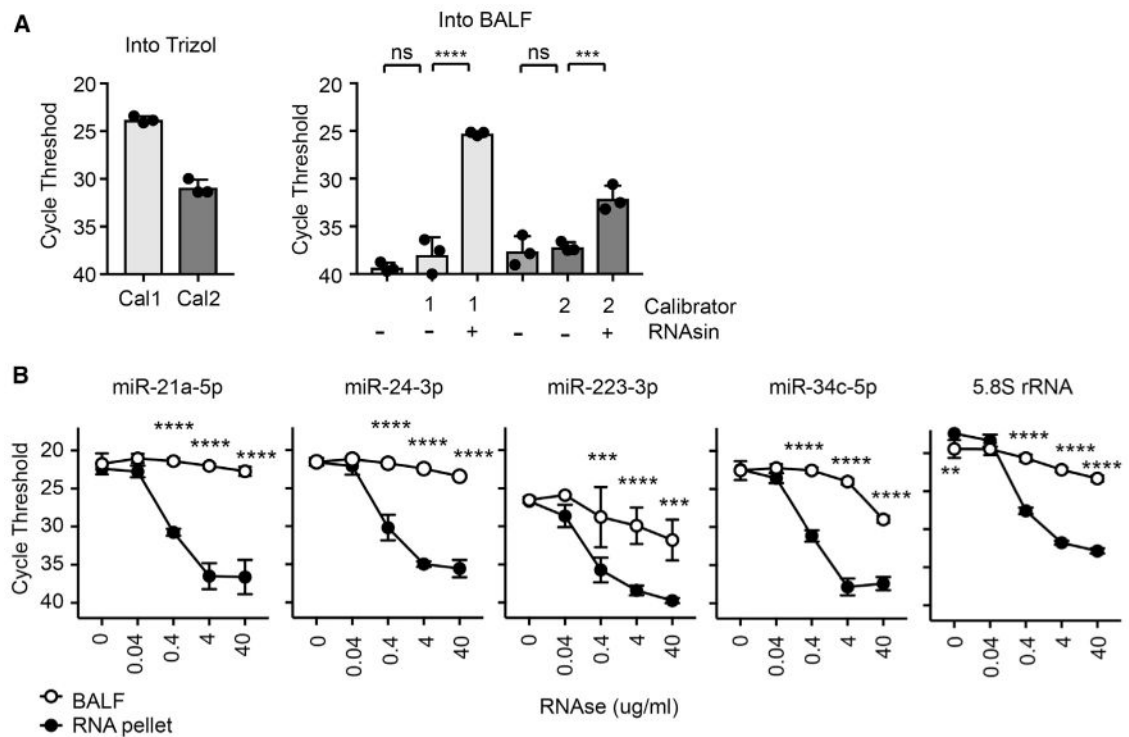 A
Into Trizol
Into BALF
ns
****
ns
***
Cycle Threshod
20
25
30
35
40
Cal1 Cal2
Cycle Threshold
20
25
30
35
40
1 1 2 2 Calibrator
- - + - - + RNAsin
B
miR-21a-5p
miR-24-3p
miR-223-3p
miR-34c-5p
5.8S rRNA
Cycle Threshold
20
25
30
35
40
**** **** ****
**** **** ****
*** **** ***
**** **** ****
** **** **** ****
0 0.04 0.4 4 40
0 0.04 0.4 4 40
0 0.04 0.4 4 40
0 0.04 0.4 4 40
0 0.04 0.4 4 40
BALF
RNA pellet
RNAse (ug/ml)